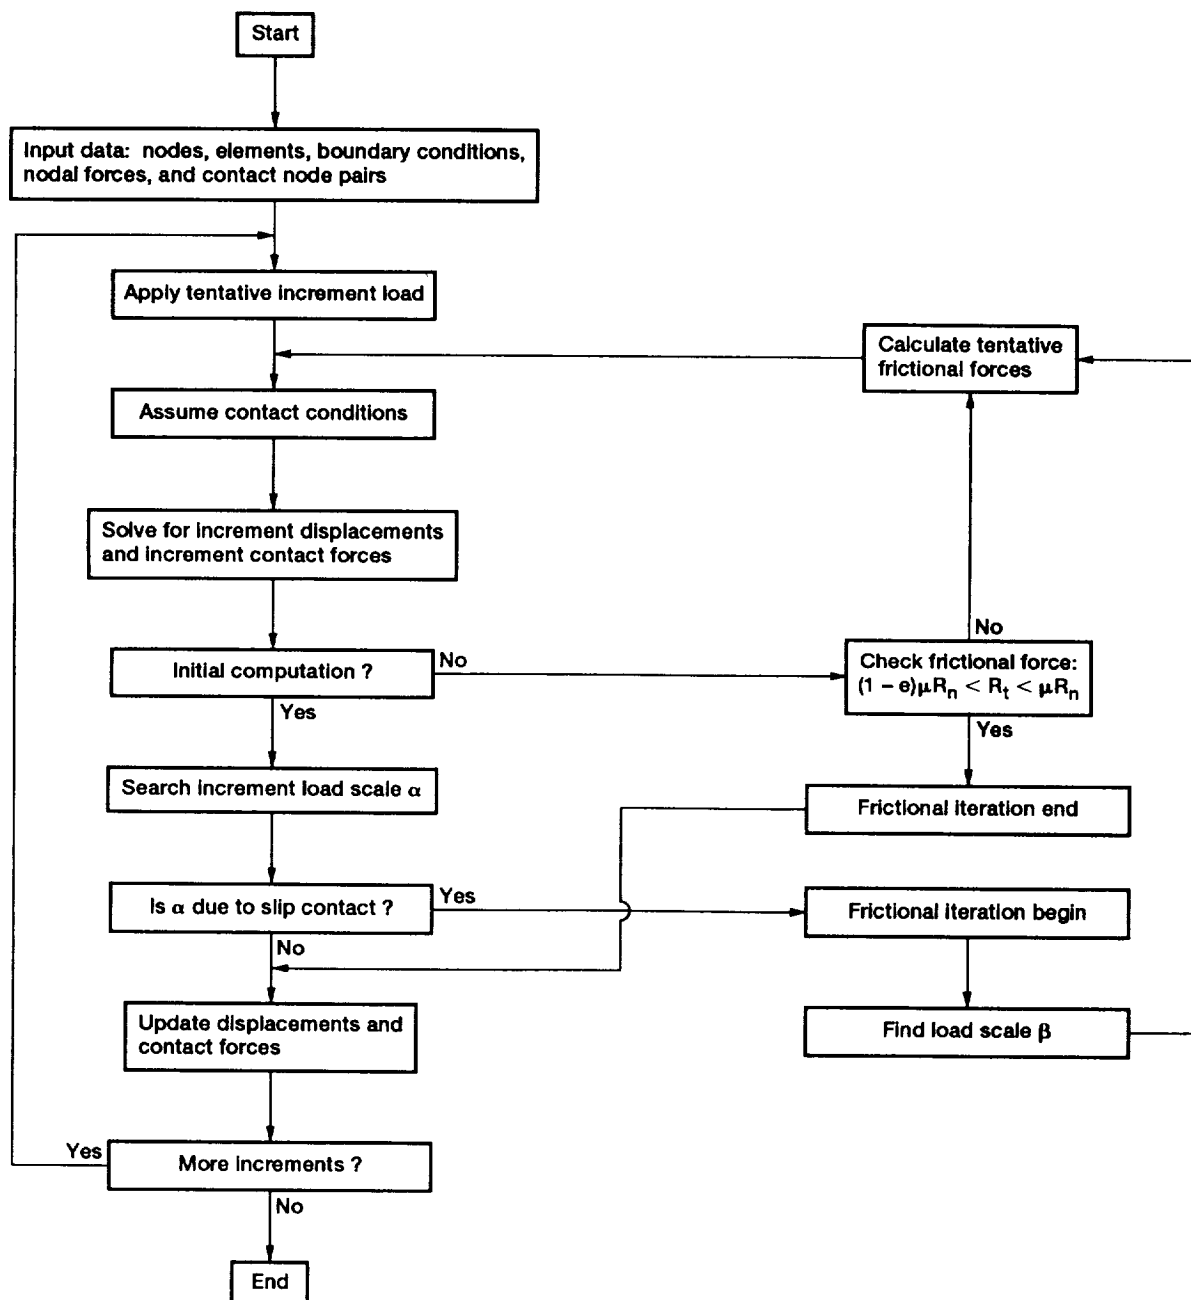 Start
Input data: nodes, elements, boundary conditions,
nodal forces, and contact node pairs
Apply tentative increment load
Calculate tentative
frictional forces
Assume contact conditions
Solve for increment displacements
and increment contact forces
No
Initial computation ?
No
Check frictional force:
(1 – e)μRₙ < Rₜ < μRₙ
Yes
Yes
Search increment load scale α
Frictional iteration end
Is α due to slip contact ?
Yes
Frictional iteration begin
No
Update displacements and
contact forces
Find load scale β
Yes
More increments ?
No
End